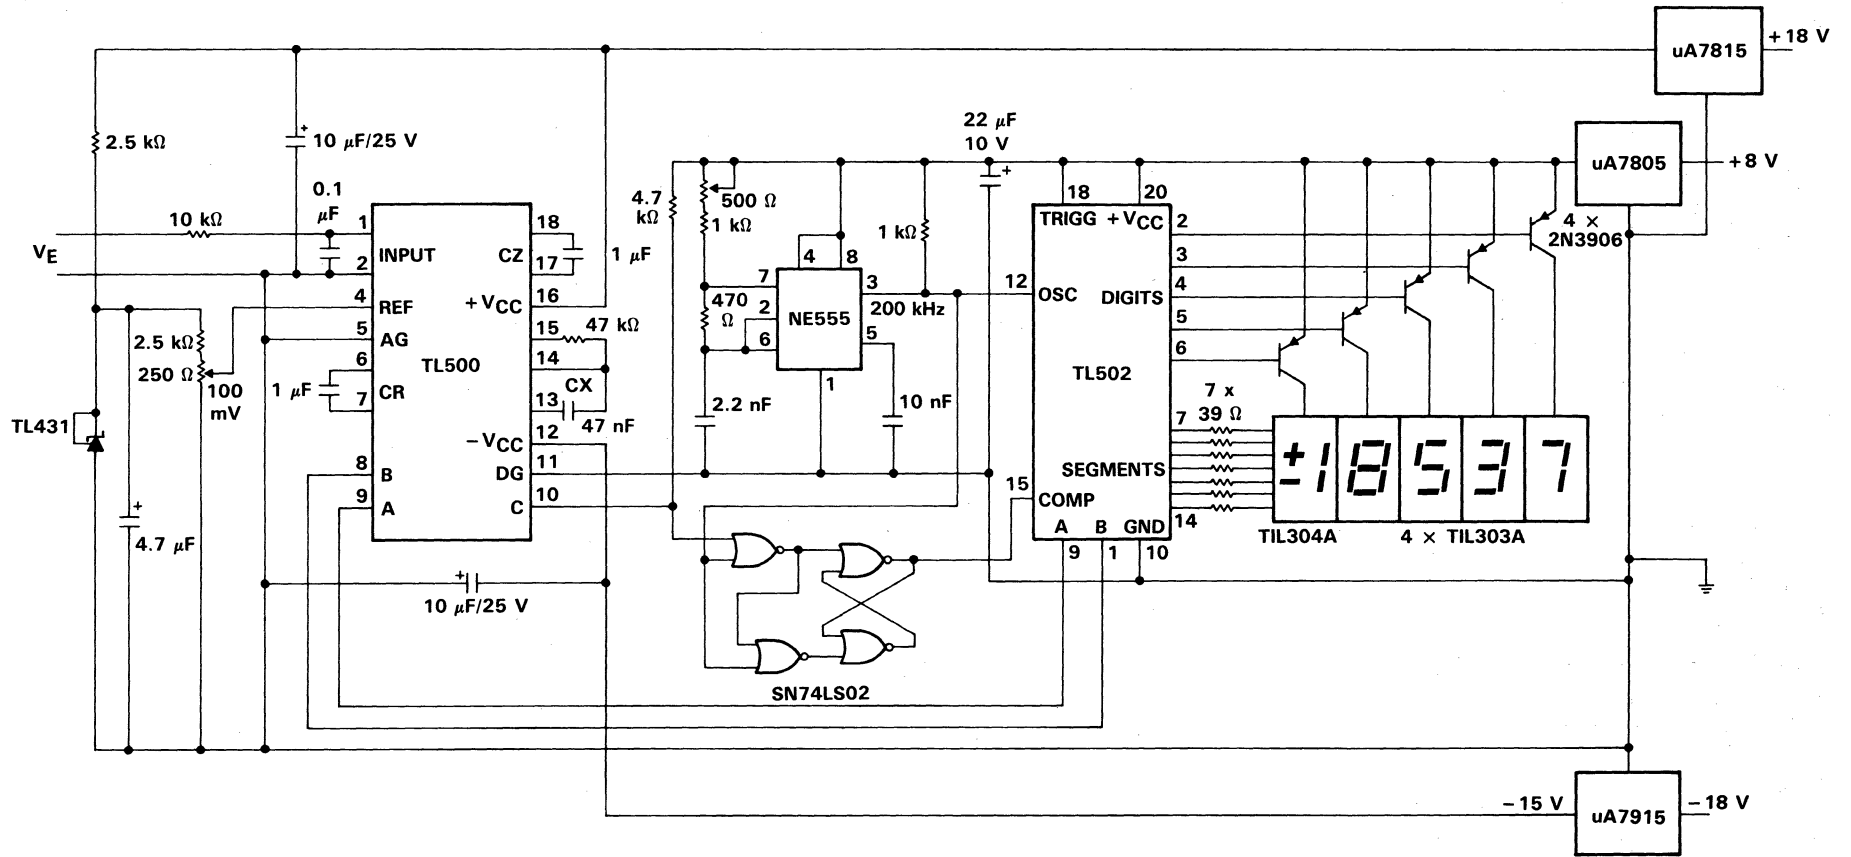 uA7815
+18 V
2.5 kΩ
10 µF/25 V
22 µF
10 V
uA7805
+8 V
0.1
µF
10 kΩ
VE
1
2
4
5
6
7
8
9
INPUT
REF
AG
CR
B
A
TL500
CZ
+VCC
CX
−VCC
DG
C
18
17
16
15
14
13
12
11
10
1 µF
47 kΩ
47 nF
2.5 kΩ
250 Ω
100
mV
1 µF
TL431
4.7 µF
10 µF/25 V
4.7
kΩ
500 Ω
1 kΩ
470
Ω
2.2 nF
7
2
6
4
8
3
5
1
NE555
1 kΩ
200 kHz
10 nF
SN74LS02
18
20
TRIGG +VCC
12
OSC
DIGITS
TL502
SEGMENTS
15
COMP
A B GND
9
1
10
2
3
4
5
6
7
14
4 ×
2N3906
7 x
39 Ω
±1 8 5 3 7
TIL304A
4 × TIL303A
−15 V
uA7915
−18 V